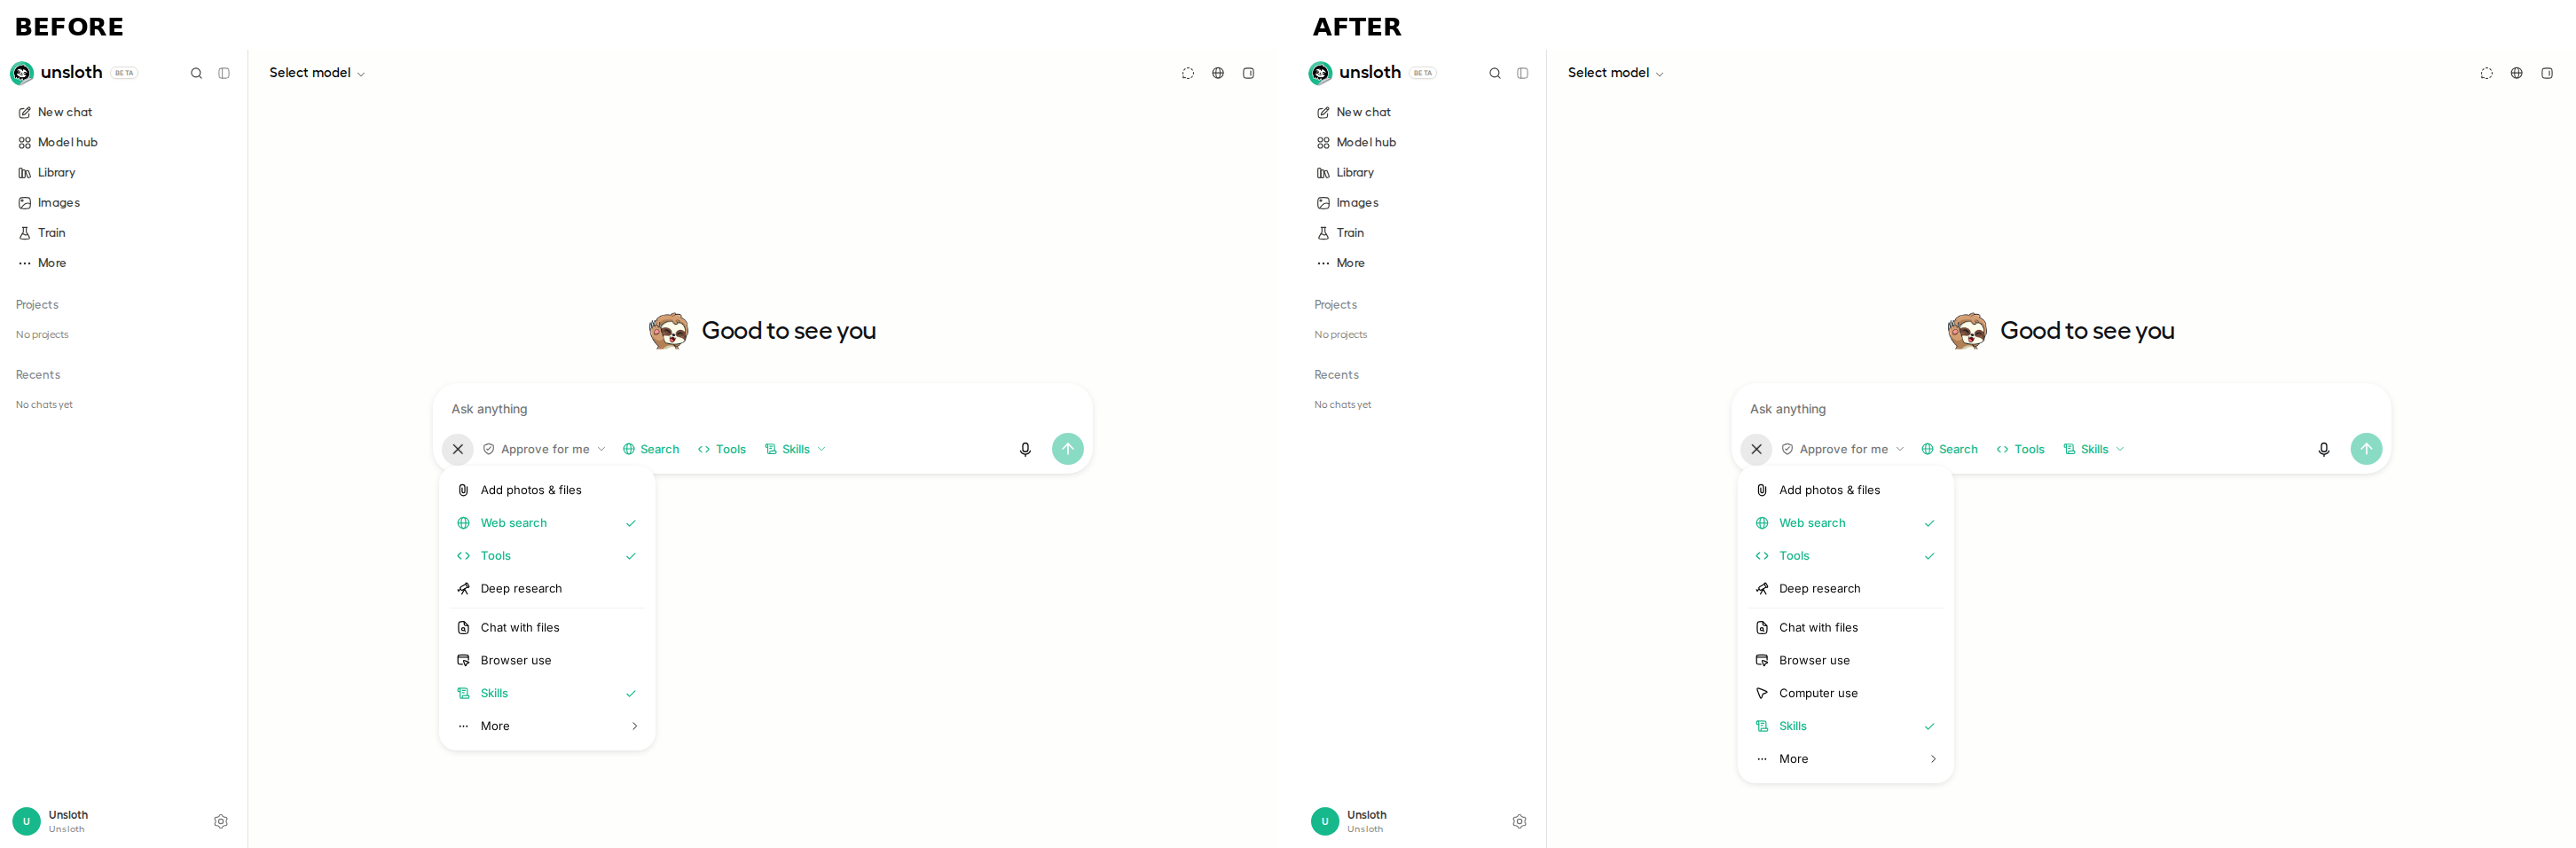 BEFORE
unsloth BETA
Select model
New chat
Model hub
Library
Images
Train
More
Projects
No projects
Recents
No chats yet
Good to see you
Ask anything
Approve for me
Search
Tools
Skills
Add photos & files
Web search
Tools
Deep research
Chat with files
Browser use
Skills
More
U
Unsloth
Unsloth
AFTER
unsloth BETA
Select model
New chat
Model hub
Library
Images
Train
More
Projects
No projects
Recents
No chats yet
Good to see you
Ask anything
Approve for me
Search
Tools
Skills
Add photos & files
Web search
Tools
Deep research
Chat with files
Browser use
Computer use
Skills
More
U
Unsloth
Unsloth